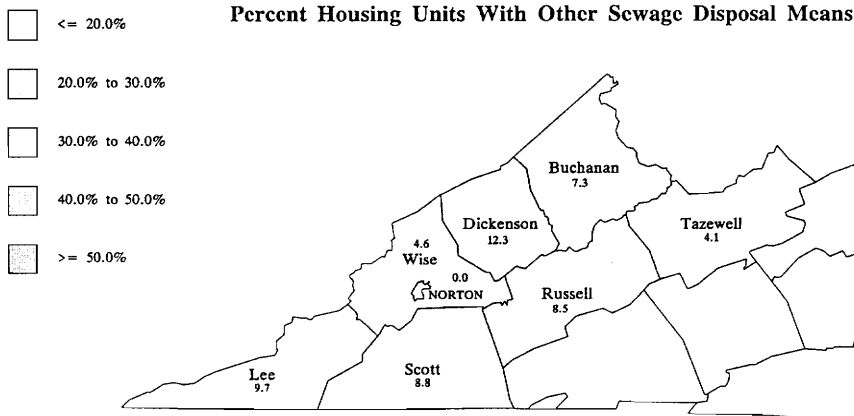 Percent Housing Units With Other Sewage Disposal Means
<= 20.0%
20.0% to 30.0%
30.0% to 40.0%
40.0% to 50.0%
>= 50.0%
Buchanan
7.3
Dickenson
12.3
Tazewell
4.1
4.6
Wise
0.0
NORTON
Russell
8.5
Lee
9.7
Scott
8.8